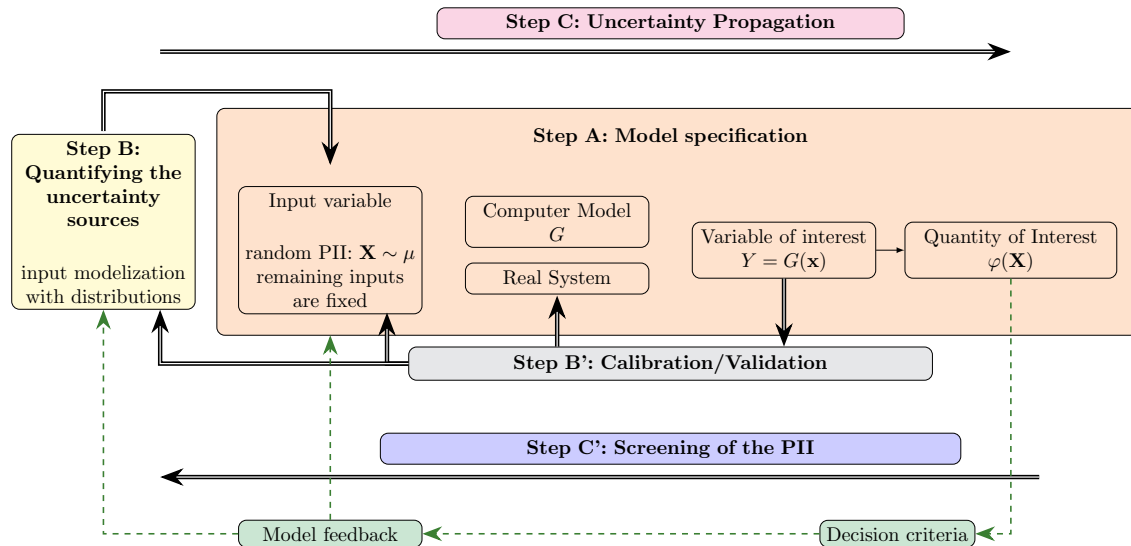 Step C: Uncertainty Propagation
Step A: Model specification
Step B:
Quantifying the
uncertainty
sources
input modelization
with distributions
Input variable
random PII: X ∼ μ
remaining inputs
are fixed
Computer Model
G
Real System
Variable of interest
Y = G(x)
Quantity of Interest
φ(X)
Step B': Calibration/Validation
Step C': Screening of the PII
Model feedback
Decision criteria